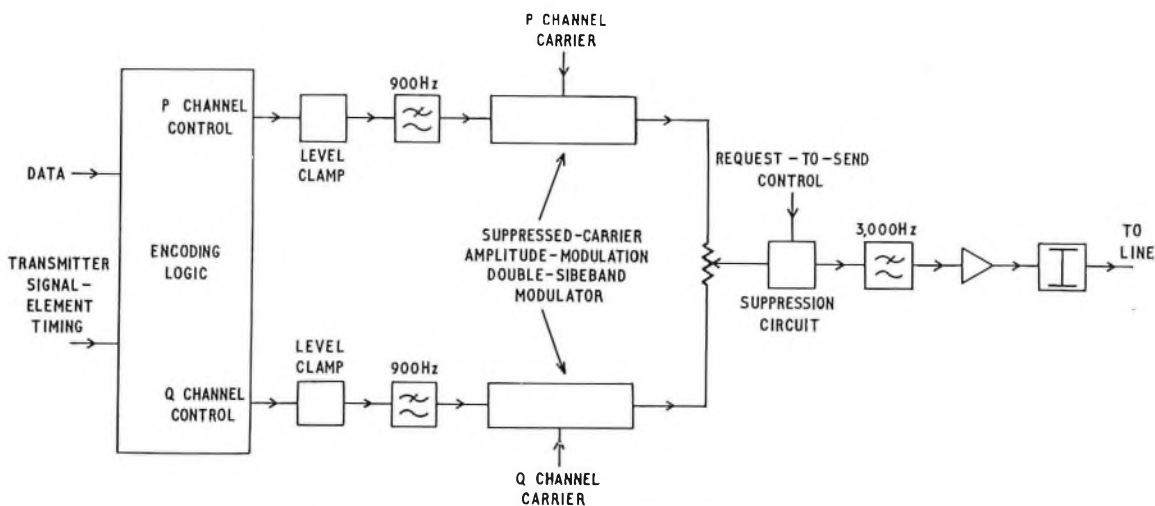 P CHANNEL
CARRIER
900Hz
P CHANNEL
CONTROL
LEVEL
CLAMP
DATA
REQUEST-TO-SEND
CONTROL
ENCODING
LOGIC
SUPPRESSED-CARRIER
AMPLITUDE-MODULATION
DOUBLE-SIBEBAND
MODULATOR
3,000Hz
TO
LINE
TRANSMITTER
SIGNAL-
ELEMENT
TIMING
SUPPRESSION
CIRCUIT
LEVEL
CLAMP
900Hz
Q CHANNEL
CONTROL
Q CHANNEL
CARRIER